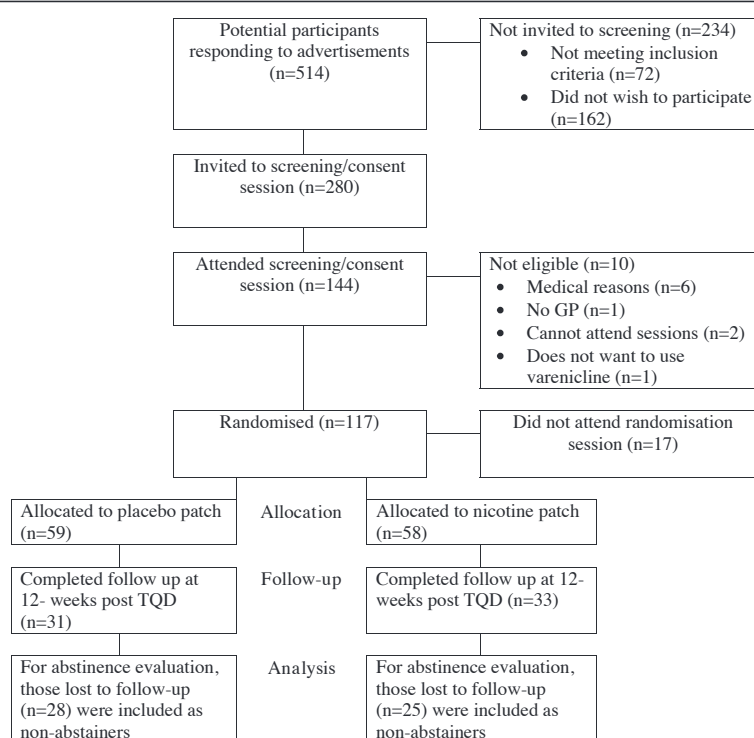 Potential participants
responding to advertisements
(n=514)
Not invited to screening (n=234)
• Not meeting inclusion
criteria (n=72)
• Did not wish to participate
(n=162)
Invited to screening/consent
session (n=280)
Attended screening/consent
session (n=144)
Not eligible (n=10)
• Medical reasons (n=6)
• No GP (n=1)
• Cannot attend sessions (n=2)
• Does not want to use
varenicline (n=1)
Randomised (n=117)
Did not attend randomisation
session (n=17)
Allocated to placebo patch
(n=59)
Allocation
Allocated to nicotine patch
(n=58)
Completed follow up at
12- weeks post TQD
(n=31)
Follow-up
Completed follow up at 12-
weeks post TQD (n=33)
For abstinence evaluation,
those lost to follow-up
(n=28) were included as
non-abstainers
Analysis
For abstinence evaluation,
those lost to follow-up
(n=25) were included as
non-abstainers